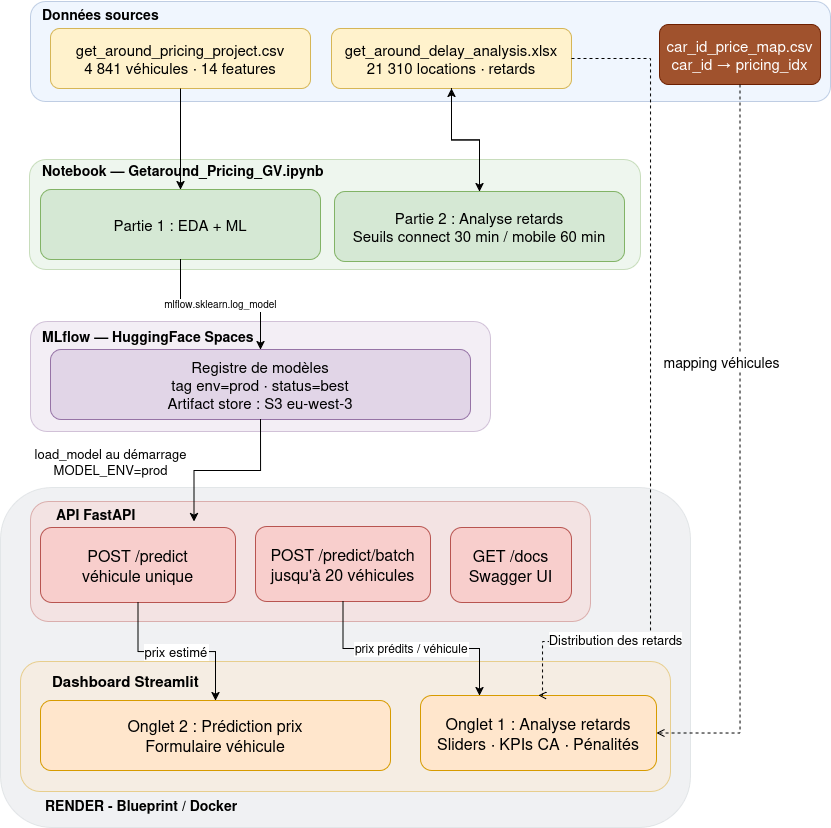 Données sources
get_around_pricing_project.csv
4 841 véhicules · 14 features
get_around_delay_analysis.xlsx
21 310 locations · retards
car_id_price_map.csv
car_id → pricing_idx
Notebook — Getaround_Pricing_GV.ipynb
Partie 1 : EDA + ML
Partie 2 : Analyse retards
Seuils connect 30 min / mobile 60 min
mlflow.sklearn.log_model
MLflow — HuggingFace Spaces
Registre de modèles
tag env=prod · status=best
Artifact store : S3 eu-west-3
mapping véhicules
load_model au démarrage
MODEL_ENV=prod
API FastAPI
POST /predict
véhicule unique
POST /predict/batch
jusqu'à 20 véhicules
GET /docs
Swagger UI
prix estimé
prix prédits / véhicule
Distribution des retards
Dashboard Streamlit
Onglet 2 : Prédiction prix
Formulaire véhicule
Onglet 1 : Analyse retards
Sliders · KPIs CA · Pénalités
RENDER - Blueprint / Docker